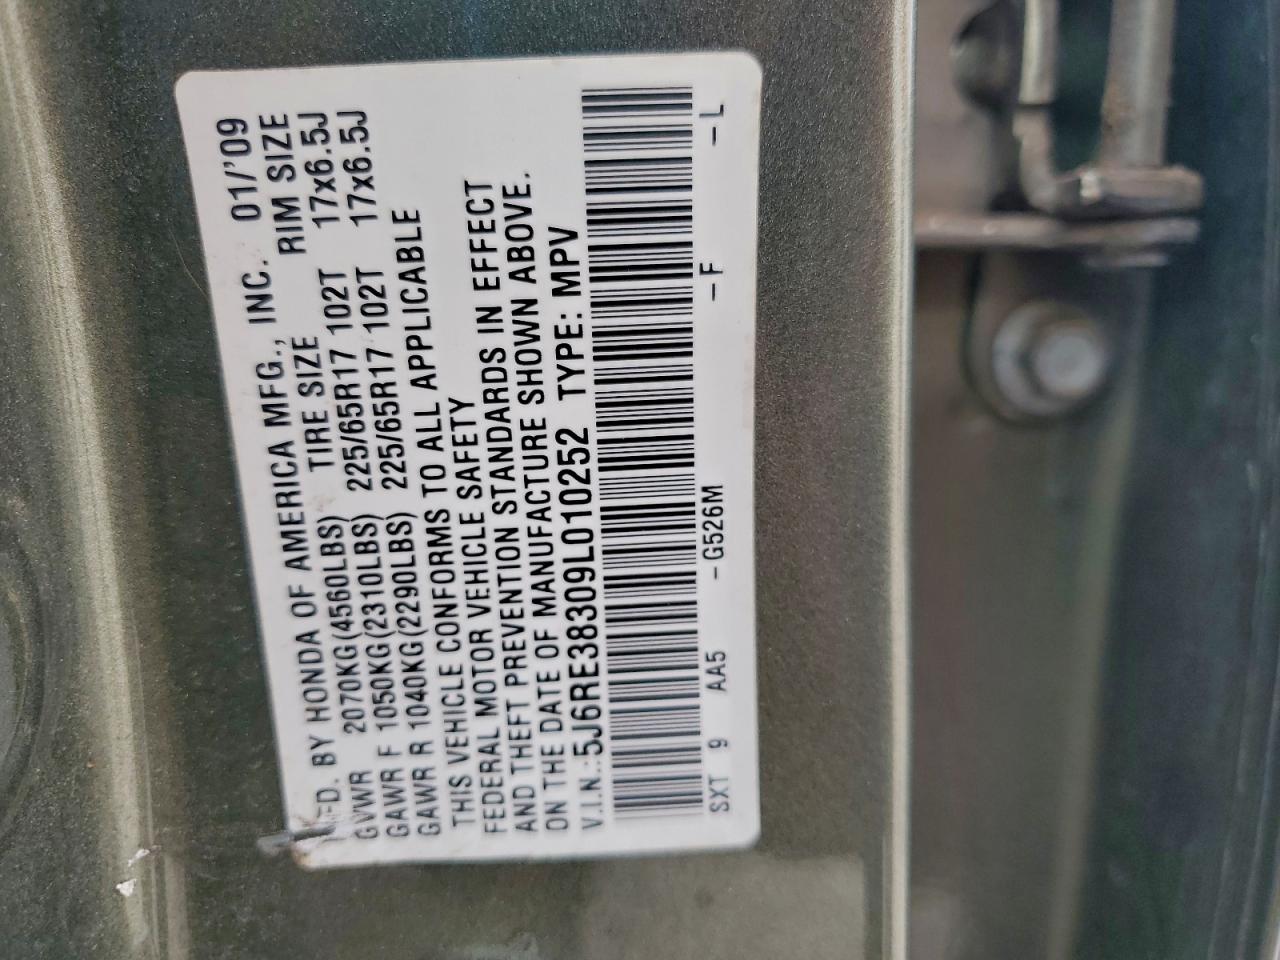 MFD. BY HONDA OF AMERICA MFG., INC. 01/'09
GVWR 2070KG(4560LBS) TIRE SIZE RIM SIZE
GAWR F 1050KG(2310LBS) 225/65R17 102T 17x6.5J
GAWR R 1040KG(2290LBS) 225/65R17 102T 17x6.5J
THIS VEHICLE CONFORMS TO ALL APPLICABLE
FEDERAL MOTOR VEHICLE SAFETY
AND THEFT PREVENTION STANDARDS IN EFFECT
ON THE DATE OF MANUFACTURE SHOWN ABOVE.
V.I.N.:5J6RE38309L010252 TYPE: MPV
SXT 9 AA5 -G526M -F -L